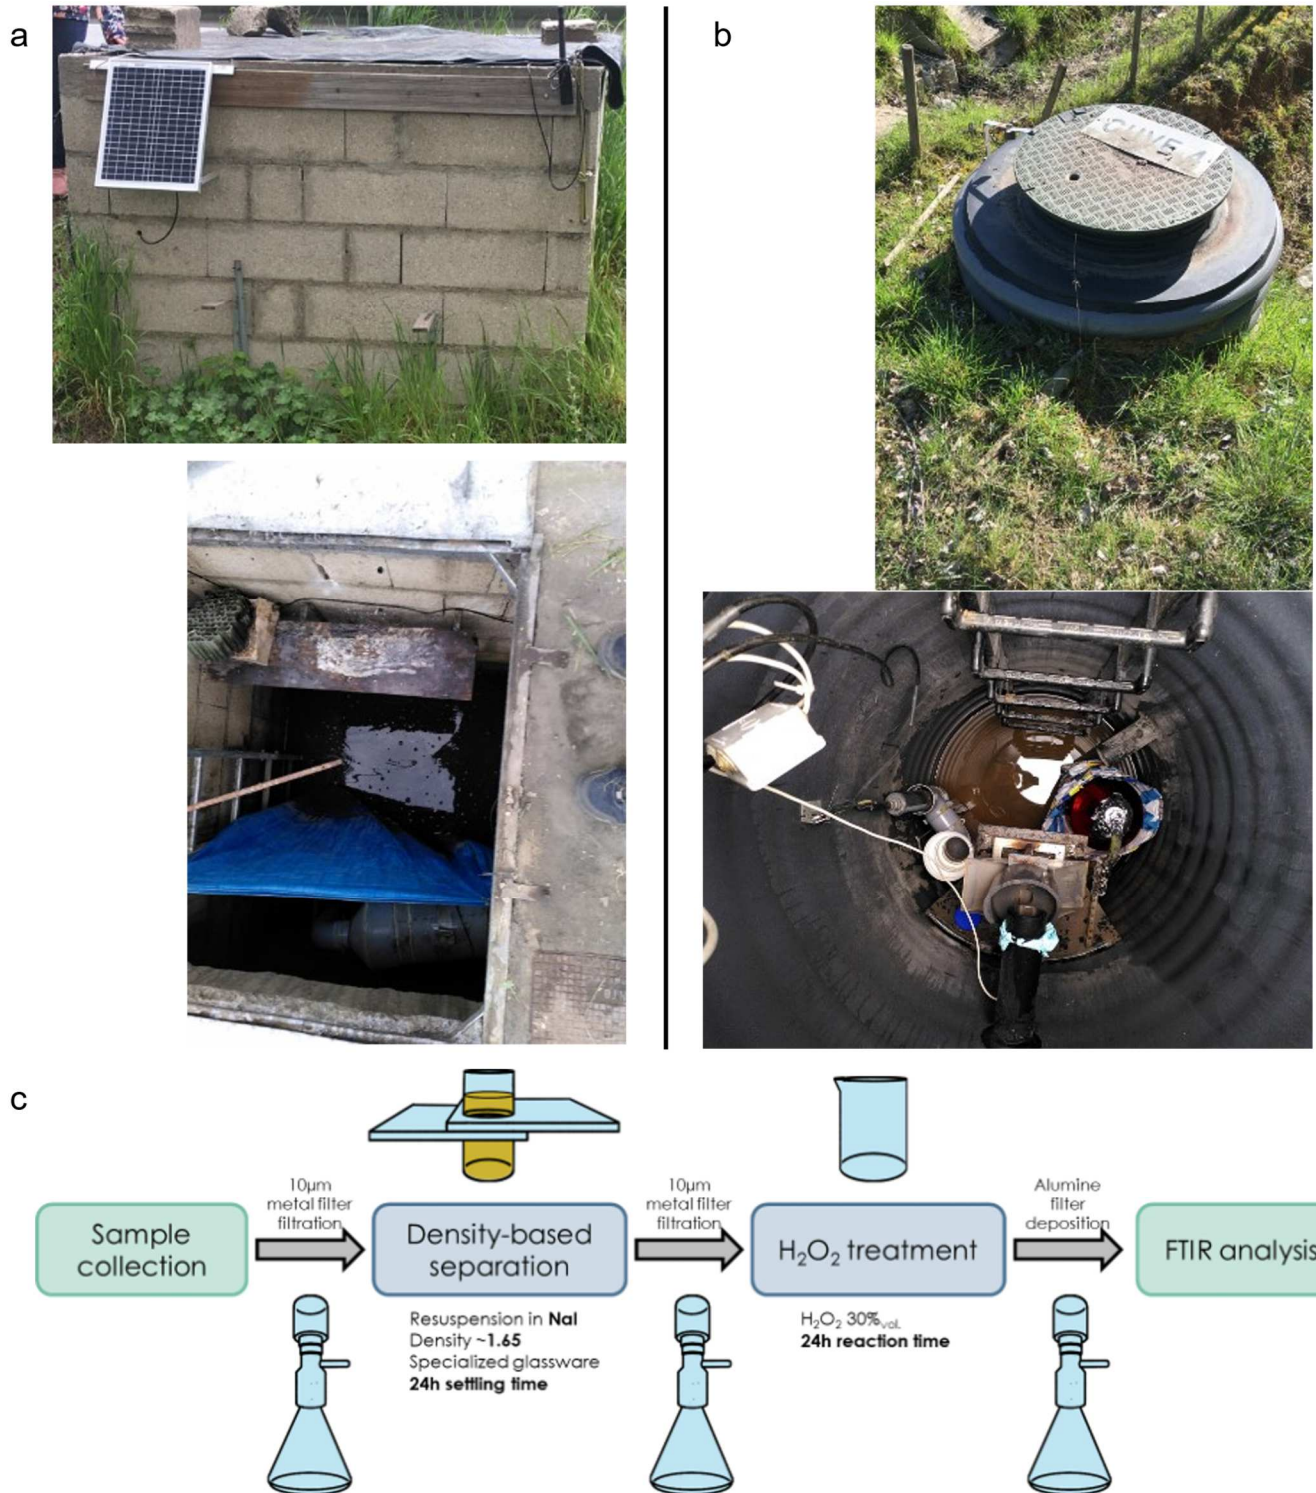 a
b
CUVE A
c
10µm
metal filter
filtration
10µm
metal filter
filtration
Alumine
filter
deposition
Sample
collection
Density-based
separation
H₂O₂ treatment
FTIR analysis
Resuspension in NaI
Density ~1.65
Specialized glassware
24h settling time
H₂O₂ 30%vol.
24h reaction time